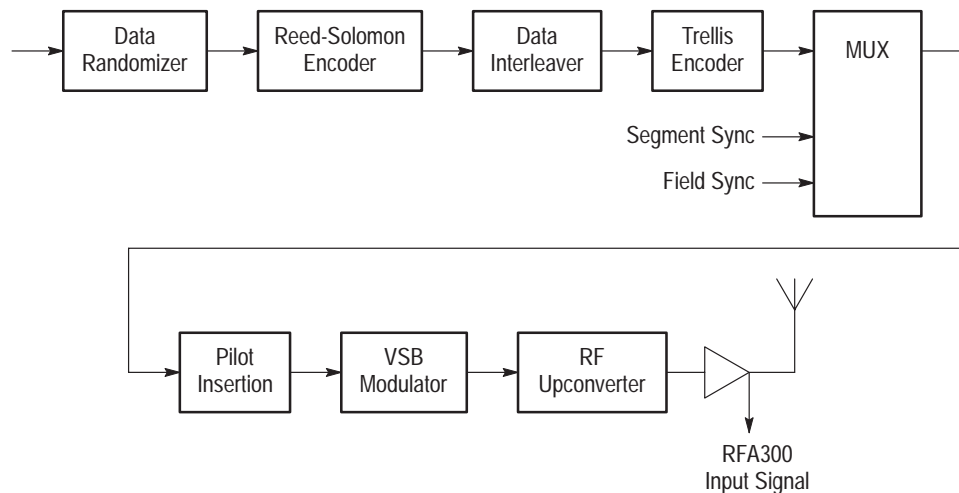 Data
Randomizer
Reed-Solomon
Encoder
Data
Interleaver
Trellis
Encoder
MUX
Segment Sync
Field Sync
Pilot
Insertion
VSB
Modulator
RF
Upconverter
RFA300
Input Signal